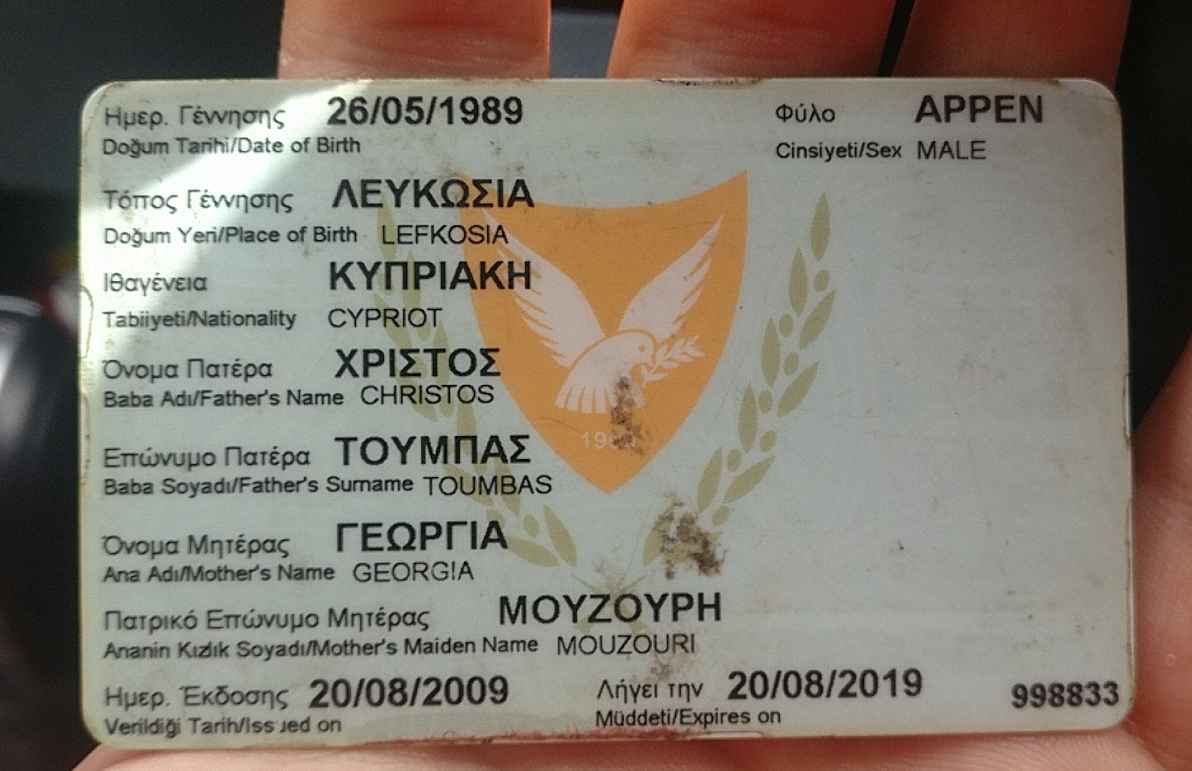 Ημερ. Γέννησης 26/05/1989 Φύλο ΑΡΡΕΝ
Doğum Tarihi/Date of Birth Cinsiyeti/Sex MALE
Τόπος Γέννησης ΛΕΥΚΩΣΙΑ
Doğum Yeri/Place of Birth LEFKOSIA
Ιθαγένεια ΚΥΠΡΙΑΚΗ
Tabiiyeti/Nationality CYPRIOT
Όνομα Πατέρα ΧΡΙΣΤΟΣ
Baba Adı/Father's Name CHRISTOS
Επώνυμο Πατέρα ΤΟΥΜΠΑΣ
Baba Soyadı/Father's Surname TOUMBAS
Όνομα Μητέρας ΓΕΩΡΓΙΑ
Ana Adı/Mother's Name GEORGIA
Πατρικό Επώνυμο Μητέρας ΜΟΥΖΟΥΡΗ
Ananin Kızlık Soyadı/Mother's Maiden Name MOUZOURI
Ημερ. Έκδοσης 20/08/2009 Λήγει την 20/08/2019 998833
Verildiği Tarih/Issued on Müddeti/Expires on